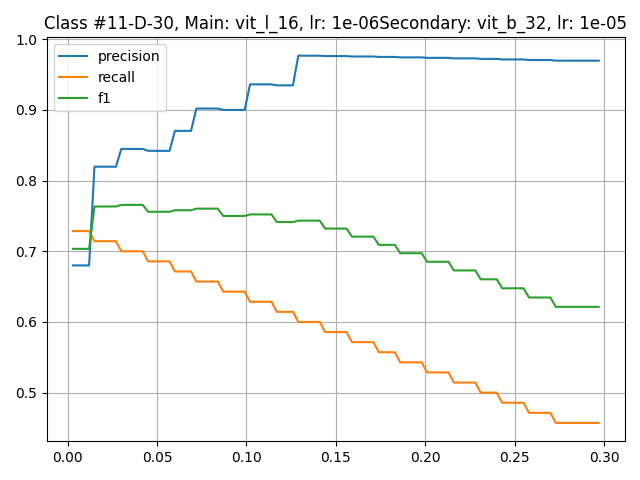 Class #11-D-30, Main: vit_l_16, lr: 1e-06Secondary: vit_b_32, lr: 1e-05
precision
recall
f1
1.0
0.9
0.8
0.7
0.6
0.5
0.00 0.05 0.10 0.15 0.20 0.25 0.30